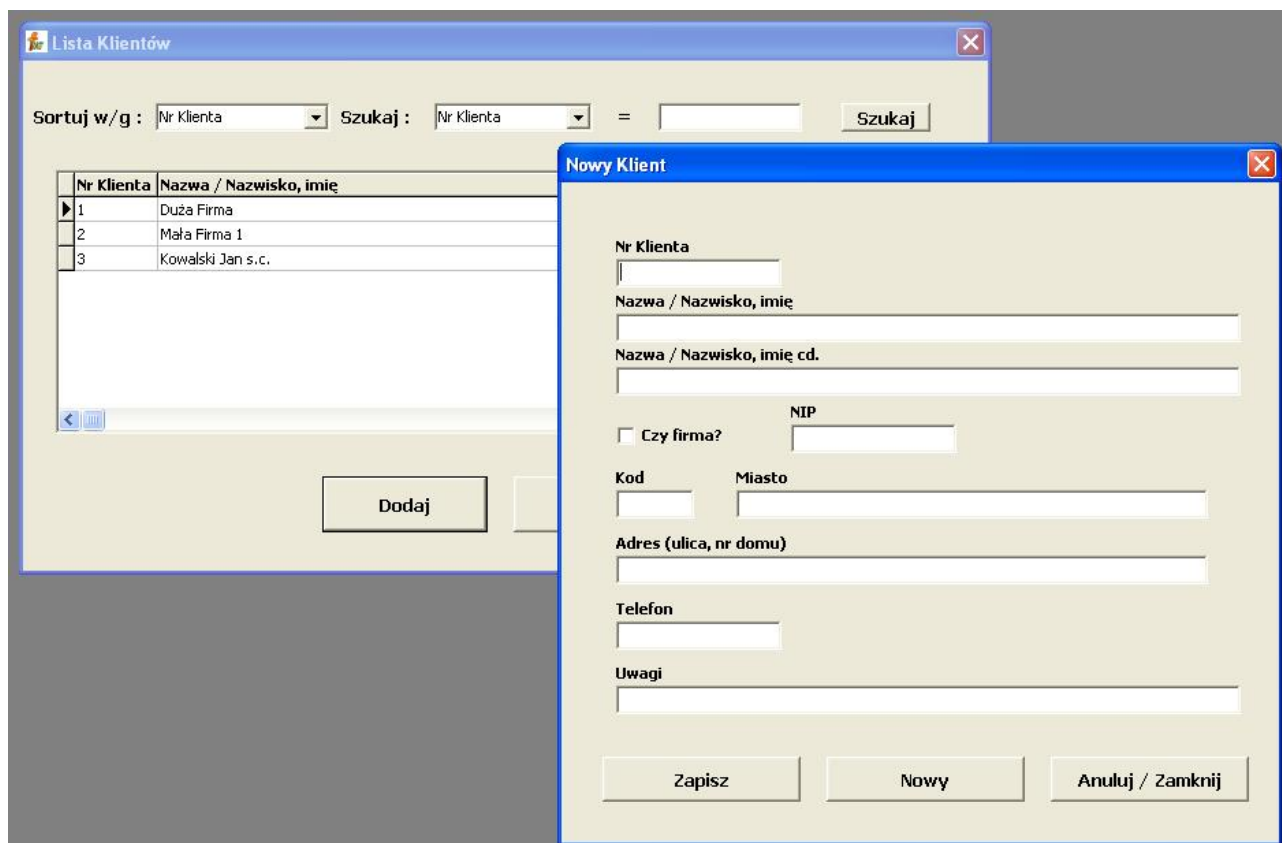 Lista Klientów
Sortuj w/g : Nr Klienta Szukaj : Nr Klienta = Szukaj
Nr Klienta Nazwa / Nazwisko, imię
1 Duża Firma
2 Mała Firma 1
3 Kowalski Jan s.c.
Dodaj
Nowy Klient
Nr Klienta
Nazwa / Nazwisko, imię
Nazwa / Nazwisko, imię cd.
NIP
Czy firma?
Kod Miasto
Adres (ulica, nr domu)
Telefon
Uwagi
Zapisz Nowy Anuluj / Zamknij